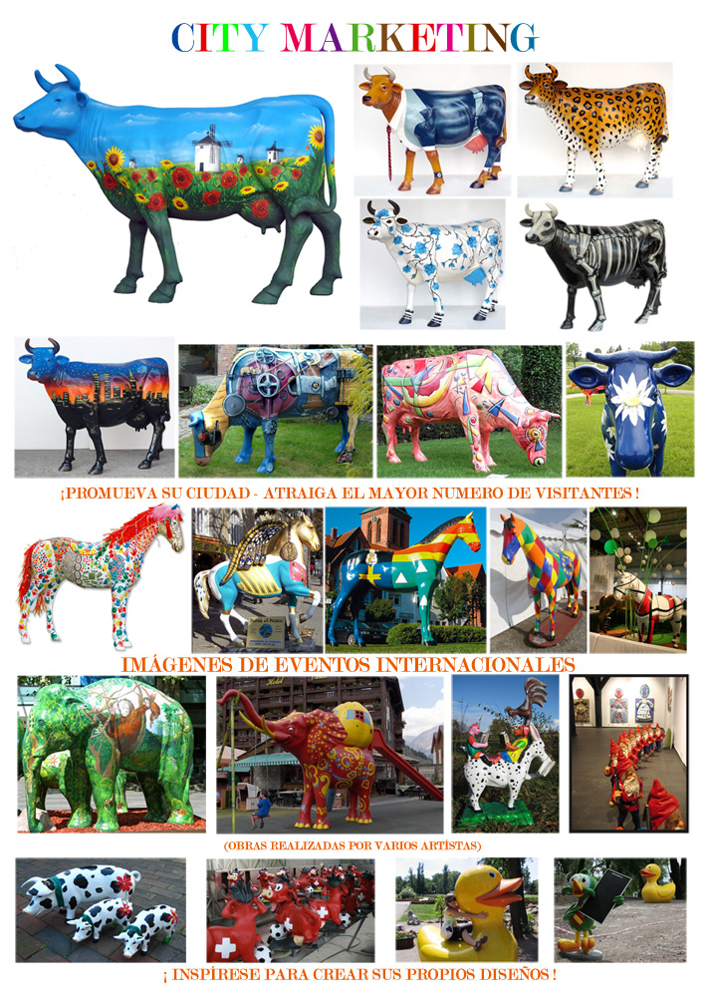 CITY MARKETING
¡PROMUEVA SU CIUDAD - ATRAIGA EL MAYOR NUMERO DE VISITANTES !
IMÁGENES DE EVENTOS INTERNACIONALES
(OBRAS REALIZADAS POR VARIOS ARTÍSTAS)
¡ INSPÍRESE PARA CREAR SUS PROPIOS DISEÑOS !